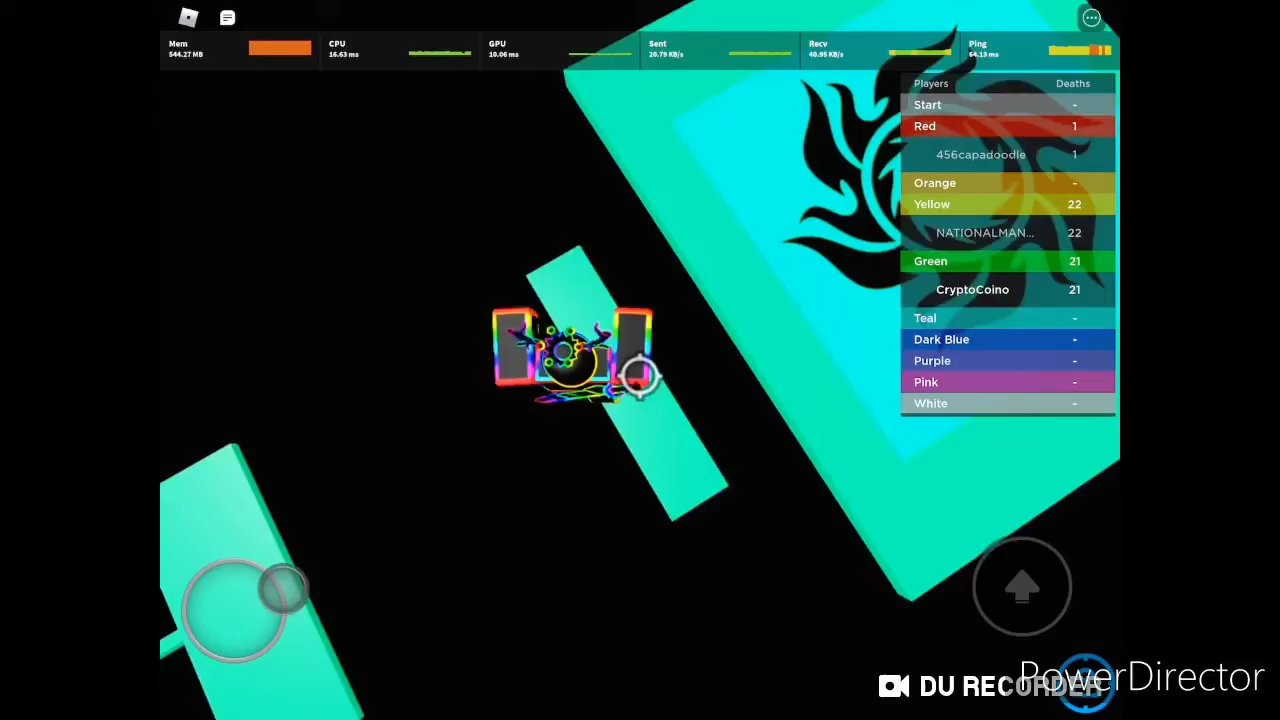 Mem
544.27 MB
CPU
16.63 ms
GPU
10.06 ms
Sent
20.79 KB/s
Recv
40.95 KB/s
Ping
64.13 ms
Players Deaths
Start -
Red 1
456capadoodle 1
Orange -
Yellow 22
NATIONALMAN... 22
Green 21
CryptoCoino 21
Teal -
Dark Blue -
Purple -
Pink -
White -
DU RECORDER
PowerDirector